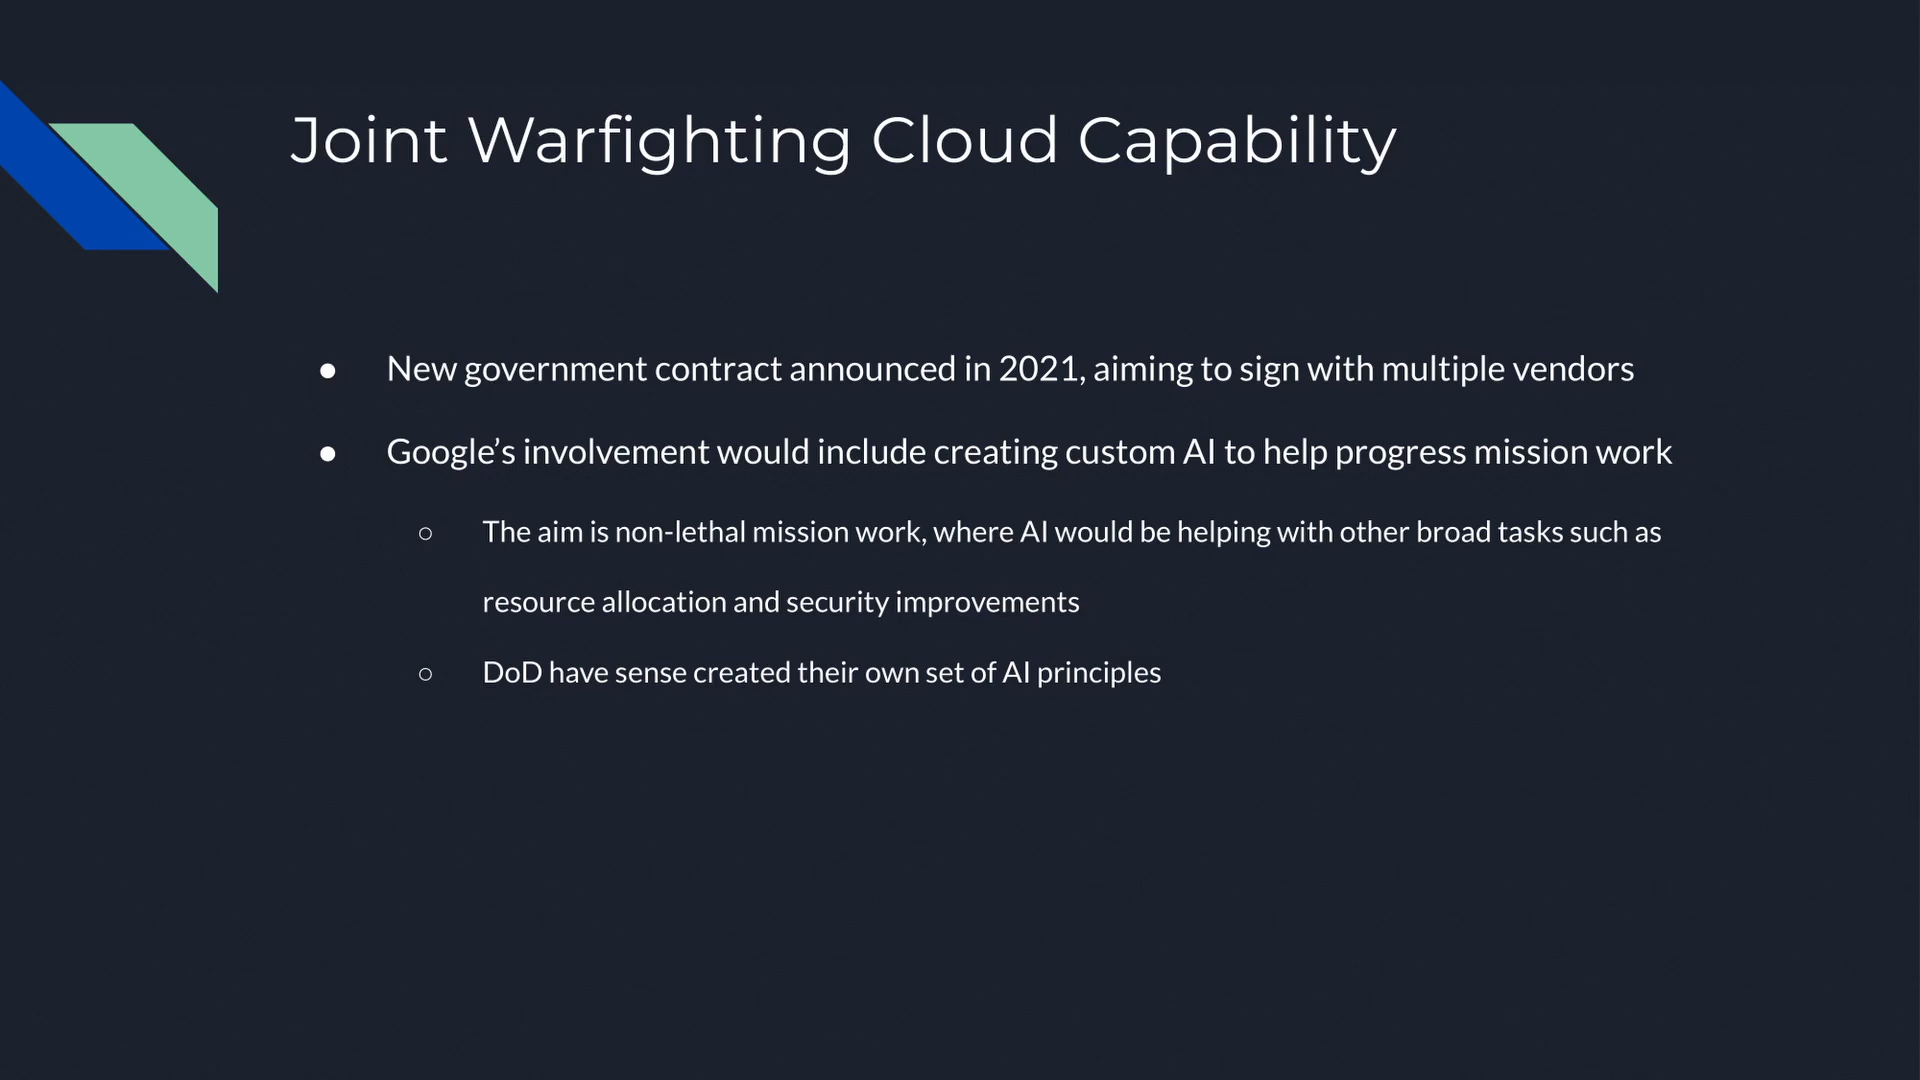 Joint Warfighting Cloud Capability
● New government contract announced in 2021, aiming to sign with multiple vendors
● Google’s involvement would include creating custom AI to help progress mission work
○ The aim is non-lethal mission work, where AI would be helping with other broad tasks such as
resource allocation and security improvements
○ DoD have sense created their own set of AI principles